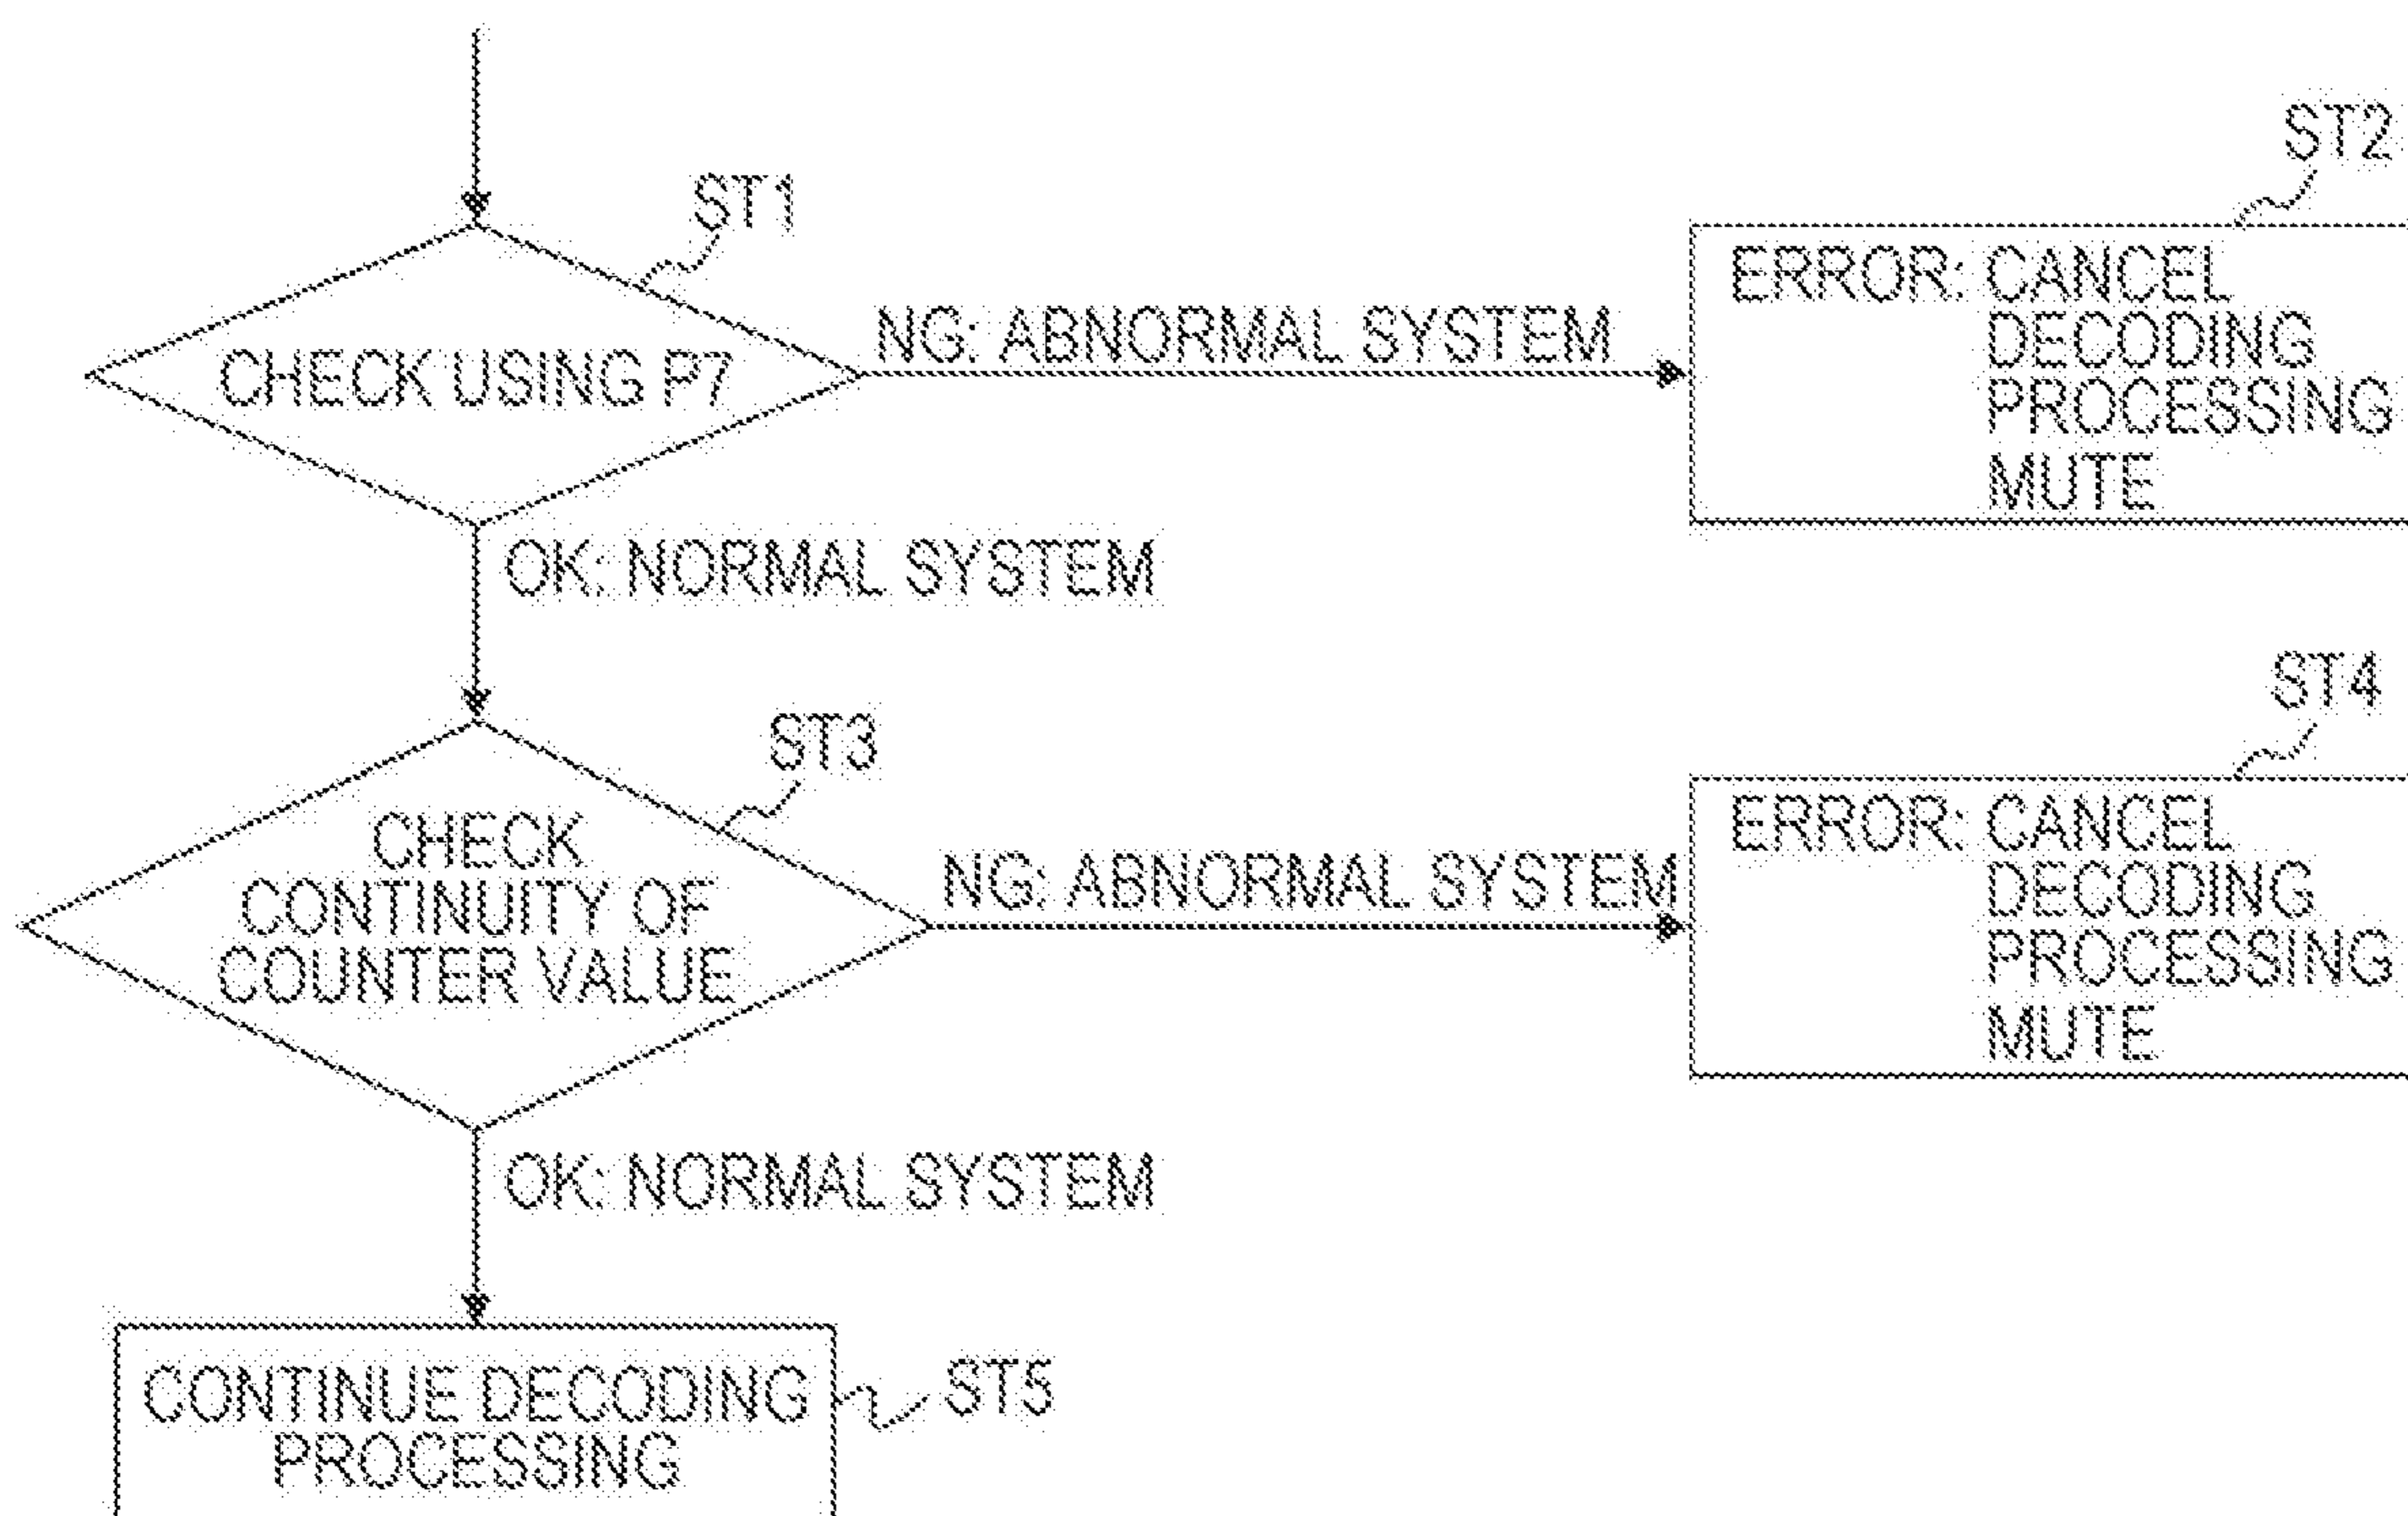 ST1
ST2
CHECK USING P7
NG: ABNORMAL SYSTEM
ERROR: CANCEL
DECODING
PROCESSING
MUTE
OK: NORMAL SYSTEM
ST3
ST4
CHECK
CONTINUITY OF
COUNTER VALUE
NG: ABNORMAL SYSTEM
ERROR: CANCEL
DECODING
PROCESSING
MUTE
OK: NORMAL SYSTEM
CONTINUE DECODING
PROCESSING
ST5